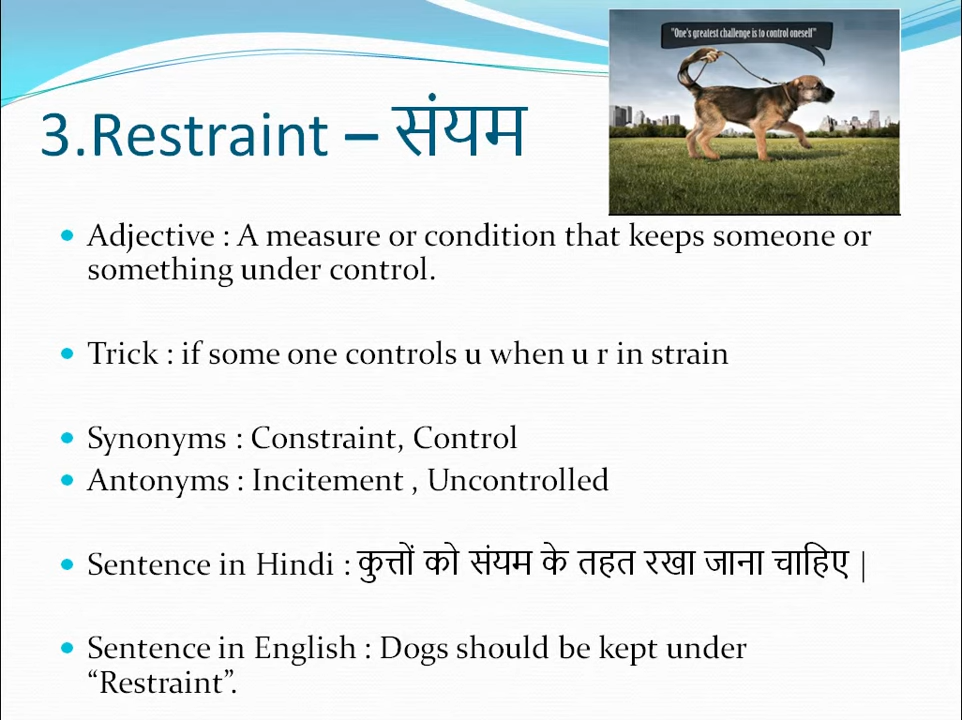 "One's greatest challenge is to control oneself"
3.Restraint – संयम
Adjective : A measure or condition that keeps someone or
something under control.
Trick : if some one controls u when u r in strain
Synonyms : Constraint, Control
Antonyms : Incitement , Uncontrolled
Sentence in Hindi : कुत्तों को संयम के तहत रखा जाना चाहिए |
Sentence in English : Dogs should be kept under
“Restraint”.